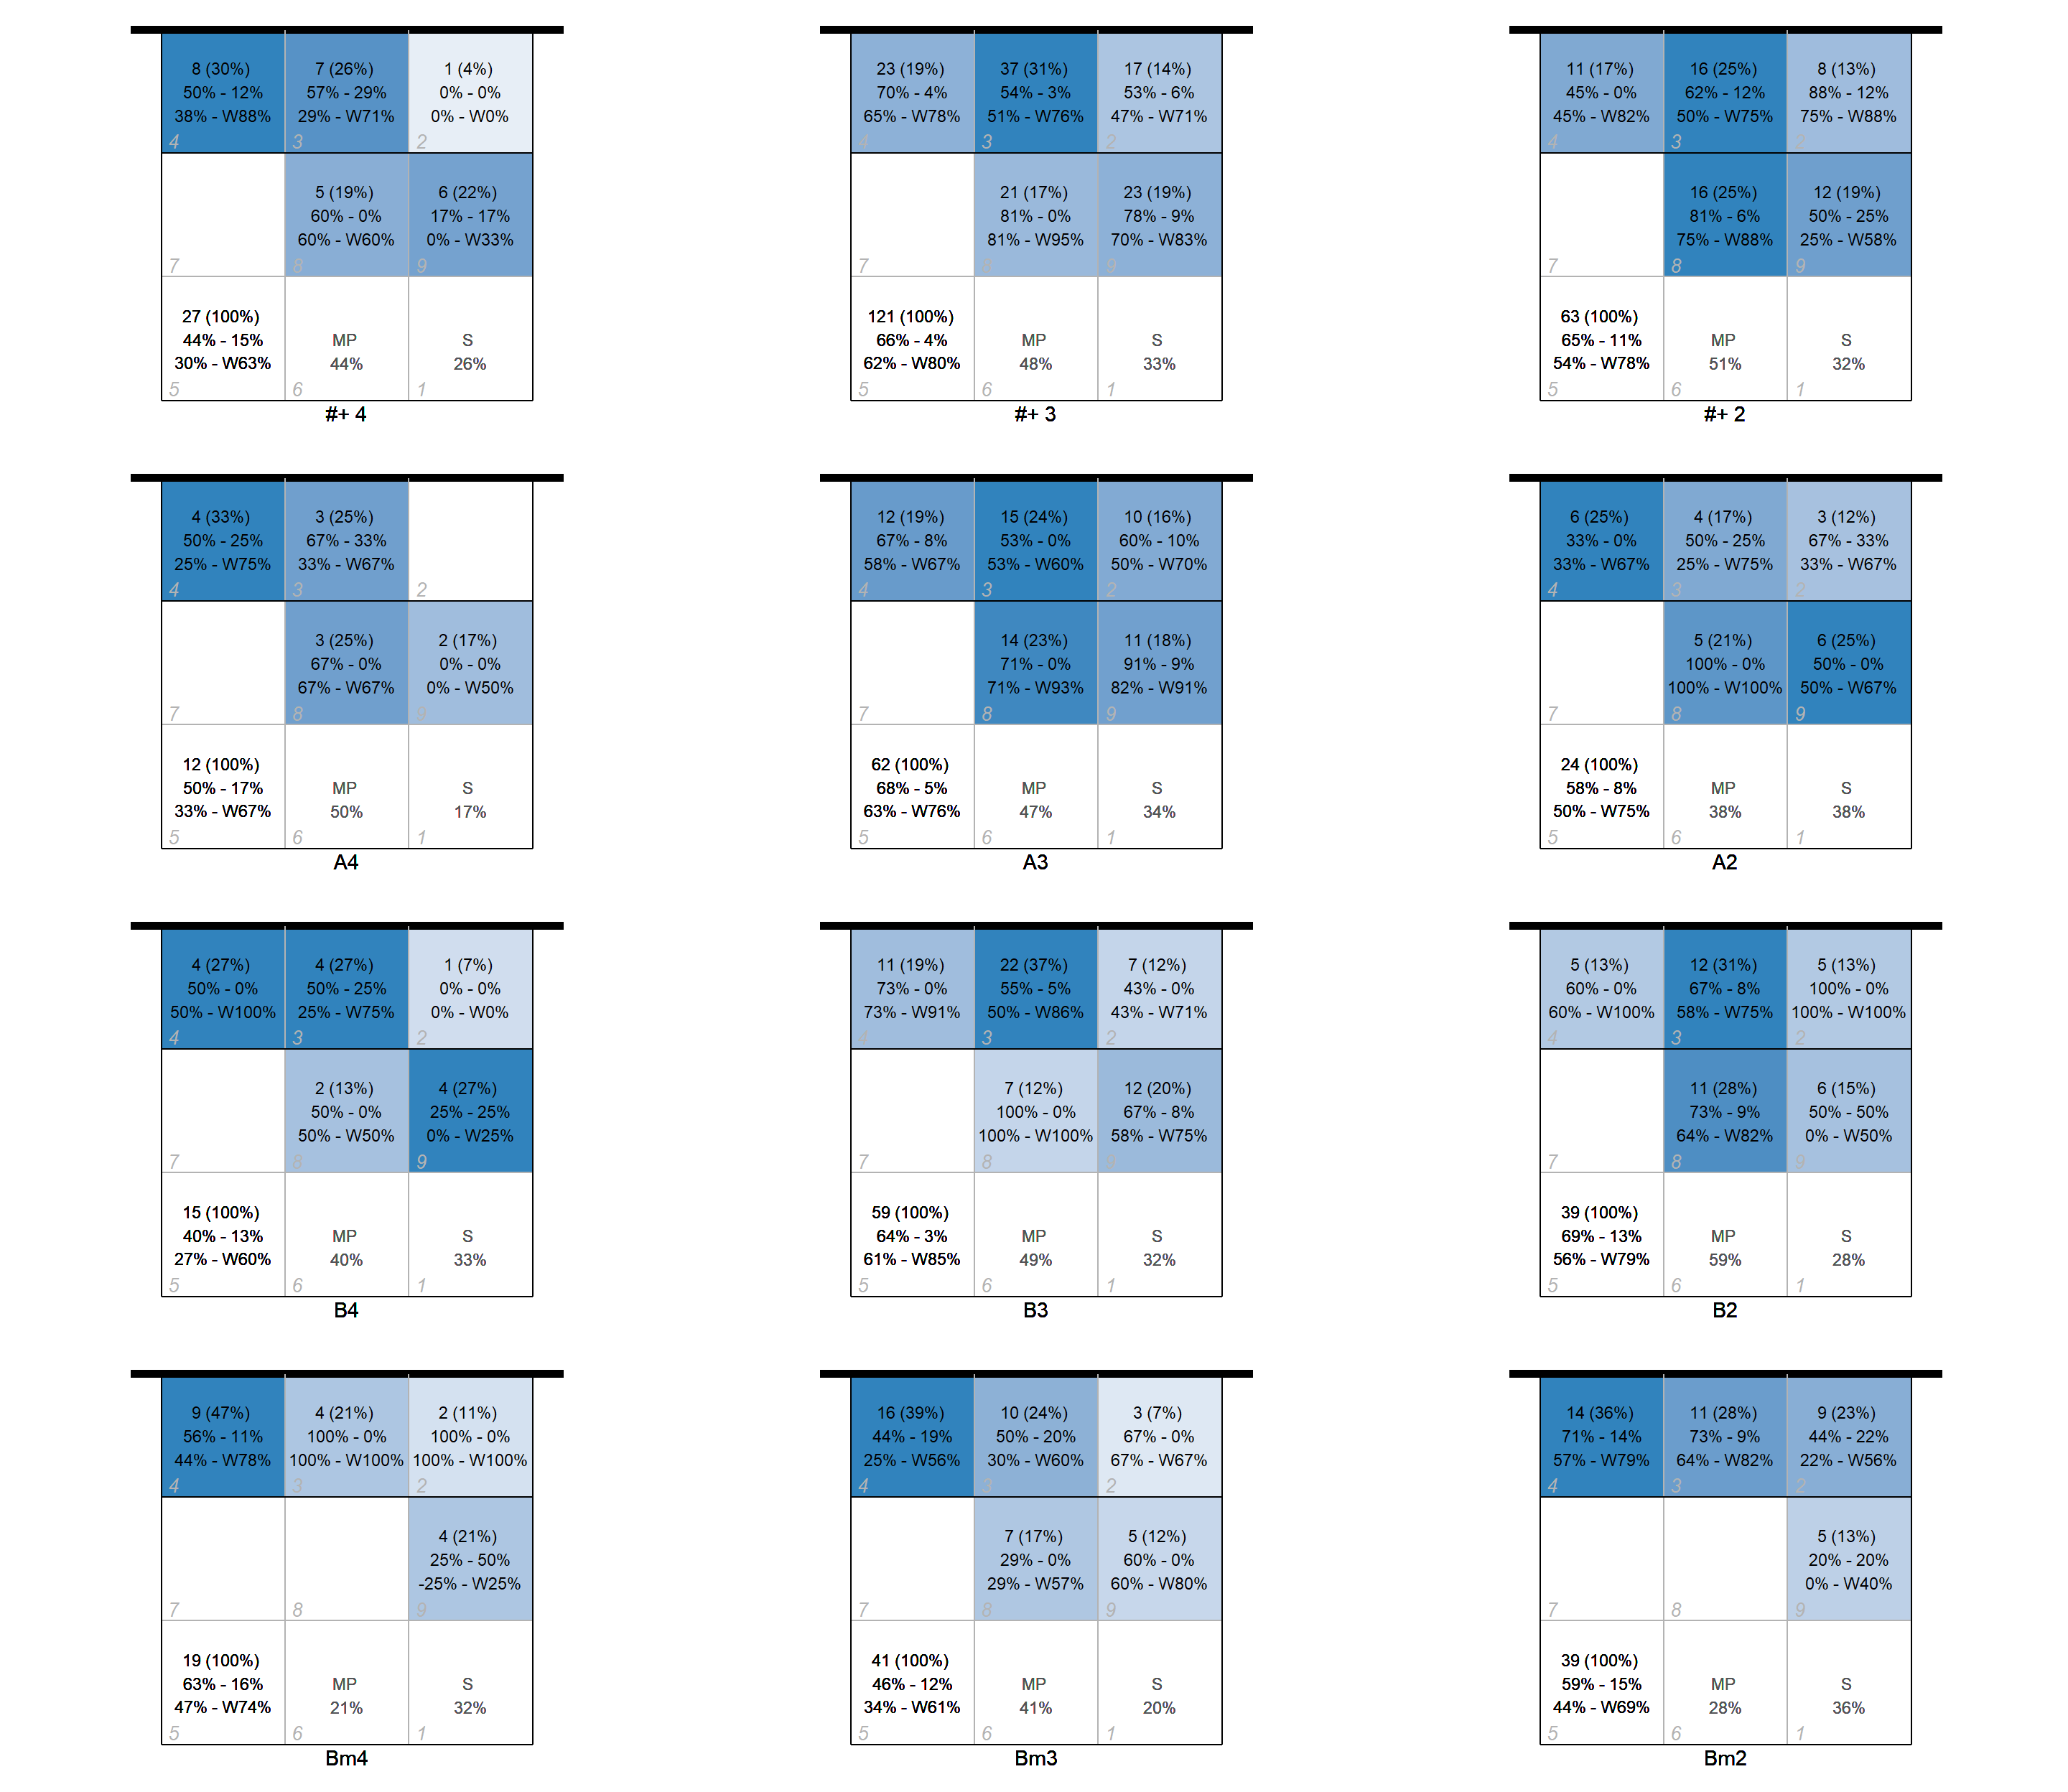 8 (30%)
50% - 12%
38% - W88%
4
7 (26%)
57% - 29%
29% - W71%
3
1 (4%)
0% - 0%
0% - W0%
2
7
5 (19%)
60% - 0%
60% - W60%
8
6 (22%)
17% - 17%
0% - W33%
9
27 (100%)
44% - 15%
30% - W63%
5
MP
44%
6
S
26%
1
#+ 4
23 (19%)
70% - 4%
65% - W78%
4
37 (31%)
54% - 3%
51% - W76%
3
17 (14%)
53% - 6%
47% - W71%
2
7
21 (17%)
81% - 0%
81% - W95%
8
23 (19%)
78% - 9%
70% - W83%
9
121 (100%)
66% - 4%
62% - W80%
5
MP
48%
6
S
33%
1
#+ 3
11 (17%)
45% - 0%
45% - W82%
4
16 (25%)
62% - 12%
50% - W75%
3
8 (13%)
88% - 12%
75% - W88%
2
7
16 (25%)
81% - 6%
75% - W88%
8
12 (19%)
50% - 25%
25% - W58%
9
63 (100%)
65% - 11%
54% - W78%
5
MP
51%
6
S
32%
1
#+ 2
4 (33%)
50% - 25%
25% - W75%
4
3 (25%)
67% - 33%
33% - W67%
3
2
7
3 (25%)
67% - 0%
67% - W67%
8
2 (17%)
0% - 0%
0% - W50%
9
12 (100%)
50% - 17%
33% - W67%
5
MP
50%
6
S
17%
1
A4
12 (19%)
67% - 8%
58% - W67%
4
15 (24%)
53% - 0%
53% - W60%
3
10 (16%)
60% - 10%
50% - W70%
2
7
14 (23%)
71% - 0%
71% - W93%
8
11 (18%)
91% - 9%
82% - W91%
9
62 (100%)
68% - 5%
63% - W76%
5
MP
47%
6
S
34%
1
A3
6 (25%)
33% - 0%
33% - W67%
4
4 (17%)
50% - 25%
25% - W75%
3
3 (12%)
67% - 33%
33% - W67%
2
7
5 (21%)
100% - 0%
100% - W100%
8
6 (25%)
50% - 0%
50% - W67%
9
24 (100%)
58% - 8%
50% - W75%
5
MP
38%
6
S
38%
1
A2
4 (27%)
50% - 0%
50% - W100%
4
4 (27%)
50% - 25%
25% - W75%
3
1 (7%)
0% - 0%
0% - W0%
2
7
2 (13%)
50% - 0%
50% - W50%
8
4 (27%)
25% - 25%
0% - W25%
9
15 (100%)
40% - 13%
27% - W60%
5
MP
40%
6
S
33%
1
B4
11 (19%)
73% - 0%
73% - W91%
4
22 (37%)
55% - 5%
50% - W86%
3
7 (12%)
43% - 0%
43% - W71%
2
7
7 (12%)
100% - 0%
100% - W100%
8
12 (20%)
67% - 8%
58% - W75%
9
59 (100%)
64% - 3%
61% - W85%
5
MP
49%
6
S
32%
1
B3
5 (13%)
60% - 0%
60% - W100%
4
12 (31%)
67% - 8%
58% - W75%
3
5 (13%)
100% - 0%
100% - W100%
2
7
11 (28%)
73% - 9%
64% - W82%
8
6 (15%)
50% - 50%
0% - W50%
9
39 (100%)
69% - 13%
56% - W79%
5
MP
59%
6
S
28%
1
B2
9 (47%)
56% - 11%
44% - W78%
4
4 (21%)
100% - 0%
100% - W100%
3
2 (11%)
100% - 0%
100% - W100%
2
7
8
4 (21%)
25% - 50%
-25% - W25%
9
19 (100%)
63% - 16%
47% - W74%
5
MP
21%
6
S
32%
1
Bm4
16 (39%)
44% - 19%
25% - W56%
4
10 (24%)
50% - 20%
30% - W60%
3
3 (7%)
67% - 0%
67% - W67%
2
7
7 (17%)
29% - 0%
29% - W57%
8
5 (12%)
60% - 0%
60% - W80%
9
41 (100%)
46% - 12%
34% - W61%
5
MP
41%
6
S
20%
1
Bm3
14 (36%)
71% - 14%
57% - W79%
4
11 (28%)
73% - 9%
64% - W82%
3
9 (23%)
44% - 22%
22% - W56%
2
7
8
5 (13%)
20% - 20%
0% - W40%
9
39 (100%)
59% - 15%
44% - W69%
5
MP
28%
6
S
36%
1
Bm2